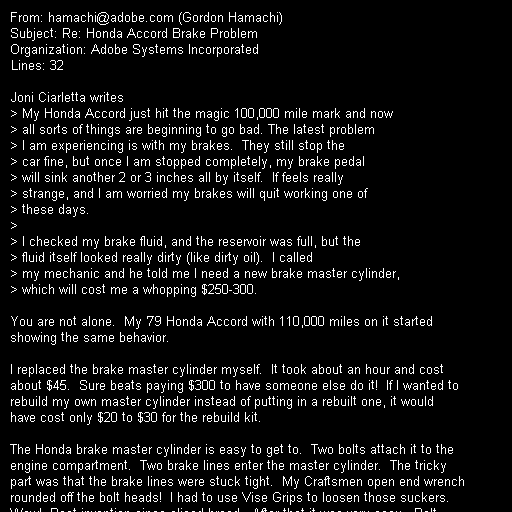 From: hamachi@adobe.com (Gordon Hamachi)
Subject: Re: Honda Accord Brake Problem
Organization: Adobe Systems Incorporated
Lines: 32

Joni Ciarletta writes
> My Honda Accord just hit the magic 100,000 mile mark and now
> all sorts of things are beginning to go bad. The latest problem
> I am experiencing is with my brakes.  They still stop the
> car fine, but once I am stopped completely, my brake pedal
> will sink another 2 or 3 inches all by itself.  If feels really
> strange, and I am worried my brakes will quit working one of
> these days.
>
> I checked my brake fluid, and the reservoir was full, but the
> fluid itself looked really dirty (like dirty oil).  I called
> my mechanic and he told me I need a new brake master cylinder,
> which will cost me a whopping $250-300.

You are not alone.  My 79 Honda Accord with 110,000 miles on it started
showing the same behavior.

I replaced the brake master cylinder myself.  It took about an hour and cost
about $45.  Sure beats paying $300 to have someone else do it!  If I wanted to
rebuild my own master cylinder instead of putting in a rebuilt one, it would
have cost only $20 to $30 for the rebuild kit.

The Honda brake master cylinder is easy to get to.  Two bolts attach it to the
engine compartment.  Two brake lines enter the master cylinder.  The tricky
part was that the brake lines were stuck tight.  My Craftsmen open end wrench
rounded off the bolt heads!  I had to use Vise Grips to loosen those suckers.
Wow!  Best invention since sliced bread.  After that it was very easy.  Bolt